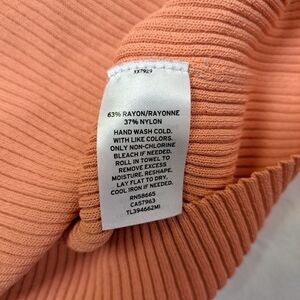 XX7929
63% RAYON/RAYONNE
37% NYLON
HAND WASH COLD.
WITH LIKE COLORS.
ONLY NON-CHLORINE
BLEACH IF NEEDED.
ROLL IN TOWEL TO
REMOVE EXCESS
MOISTURE, RESHAPE.
LAY FLAT TO DRY.
COOL IRON IF NEEDED.
RN58665
CA57963
TL394662MI